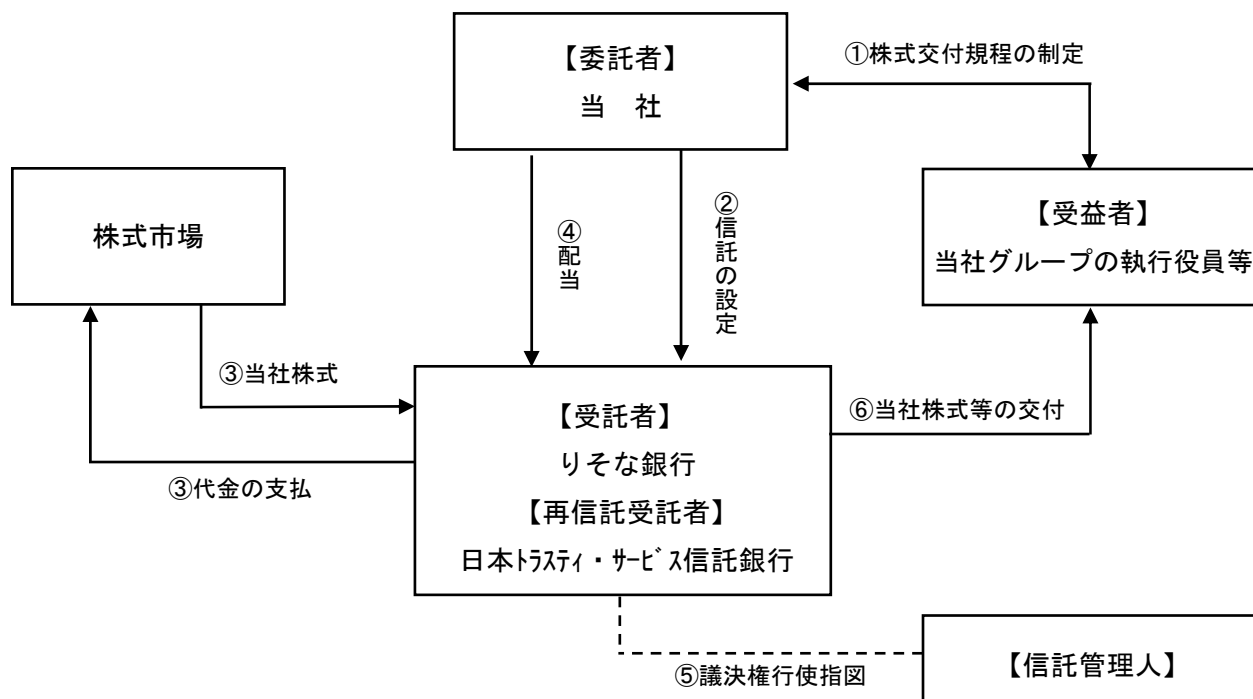 【委託者】
当　社
①株式交付規程の制定
株式市場
④配当
②信託の設定
【受益者】
当社グループの執行役員等
③当社株式
③代金の支払
【受託者】
りそな銀行
【再信託受託者】
日本ﾄﾗｽﾃｨ・ｻｰﾋﾞｽ信託銀行
⑥当社株式等の交付
⑤議決権行使指図
【信託管理人】